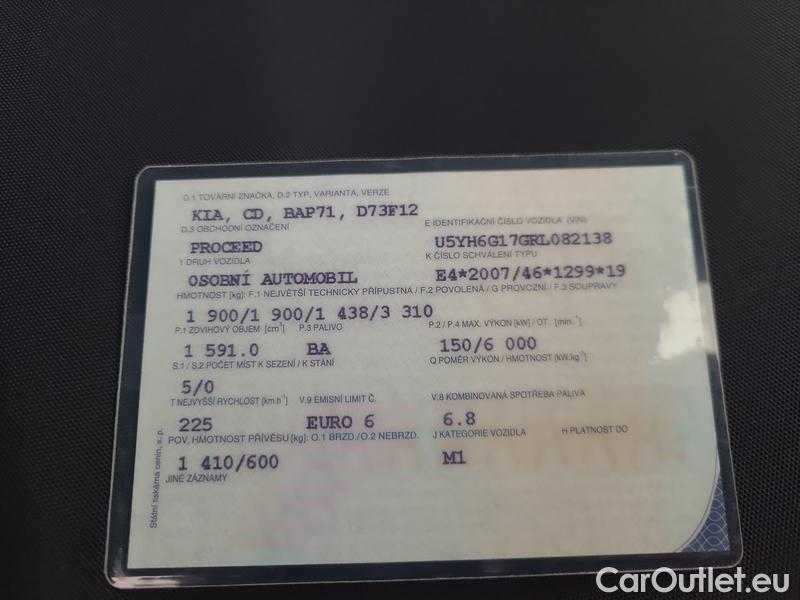 D.1 TOVÁRNÍ ZNAČKA, D.2 TYP, VARIANTA, VERZE
KIA, CD, BAP71, D73F12
D.3 OBCHODNÍ OZNAČENÍ E IDENTIFIKAČNÍ ČÍSLO VOZIDLA (VIN)
PROCEED U5YH6G17GRL082138
1 DRUH VOZIDLA K ČÍSLO SCHVÁLENÍ TYPU
OSOBNÍ AUTOMOBIL E4*2007/46*1299*19
HMOTNOST [kg]: F.1 NEJVĚTŠÍ TECHNICKY PŘÍPUSTNÁ / F.2 POVOLENÁ / G PROVOZNÍ / F.3 SOUPRAVY
1 900/1 900/1 438/3 310
P.1 ZDVIHOVÝ OBJEM [cm³] P.3 PALIVO P.2 / P.4 MAX. VÝKON [kW] / OT. [min.⁻¹]
1 591.0 BA 150/6 000
S.1 / S.2 POČET MÍST K SEZENÍ / K STÁNÍ Q POMĚR VÝKON / HMOTNOST [kW.kg⁻¹]
5/0
T NEJVYŠŠÍ RYCHLOST [km.h⁻¹] V.9 EMISNÍ LIMIT Č. V.8 KOMBINOVANÁ SPOTŘEBA PALIVA
225 EURO 6 6.8
POV. HMOTNOST PŘÍVĚSU [kg]: O.1 BRZD./O.2 NEBRZD. J KATEGORIE VOZIDLA H PLATNOST DO
1 410/600 M1
JINÉ ZÁZNAMY
Státní tiskárna cenin, s. p.
CarOutlet.eu